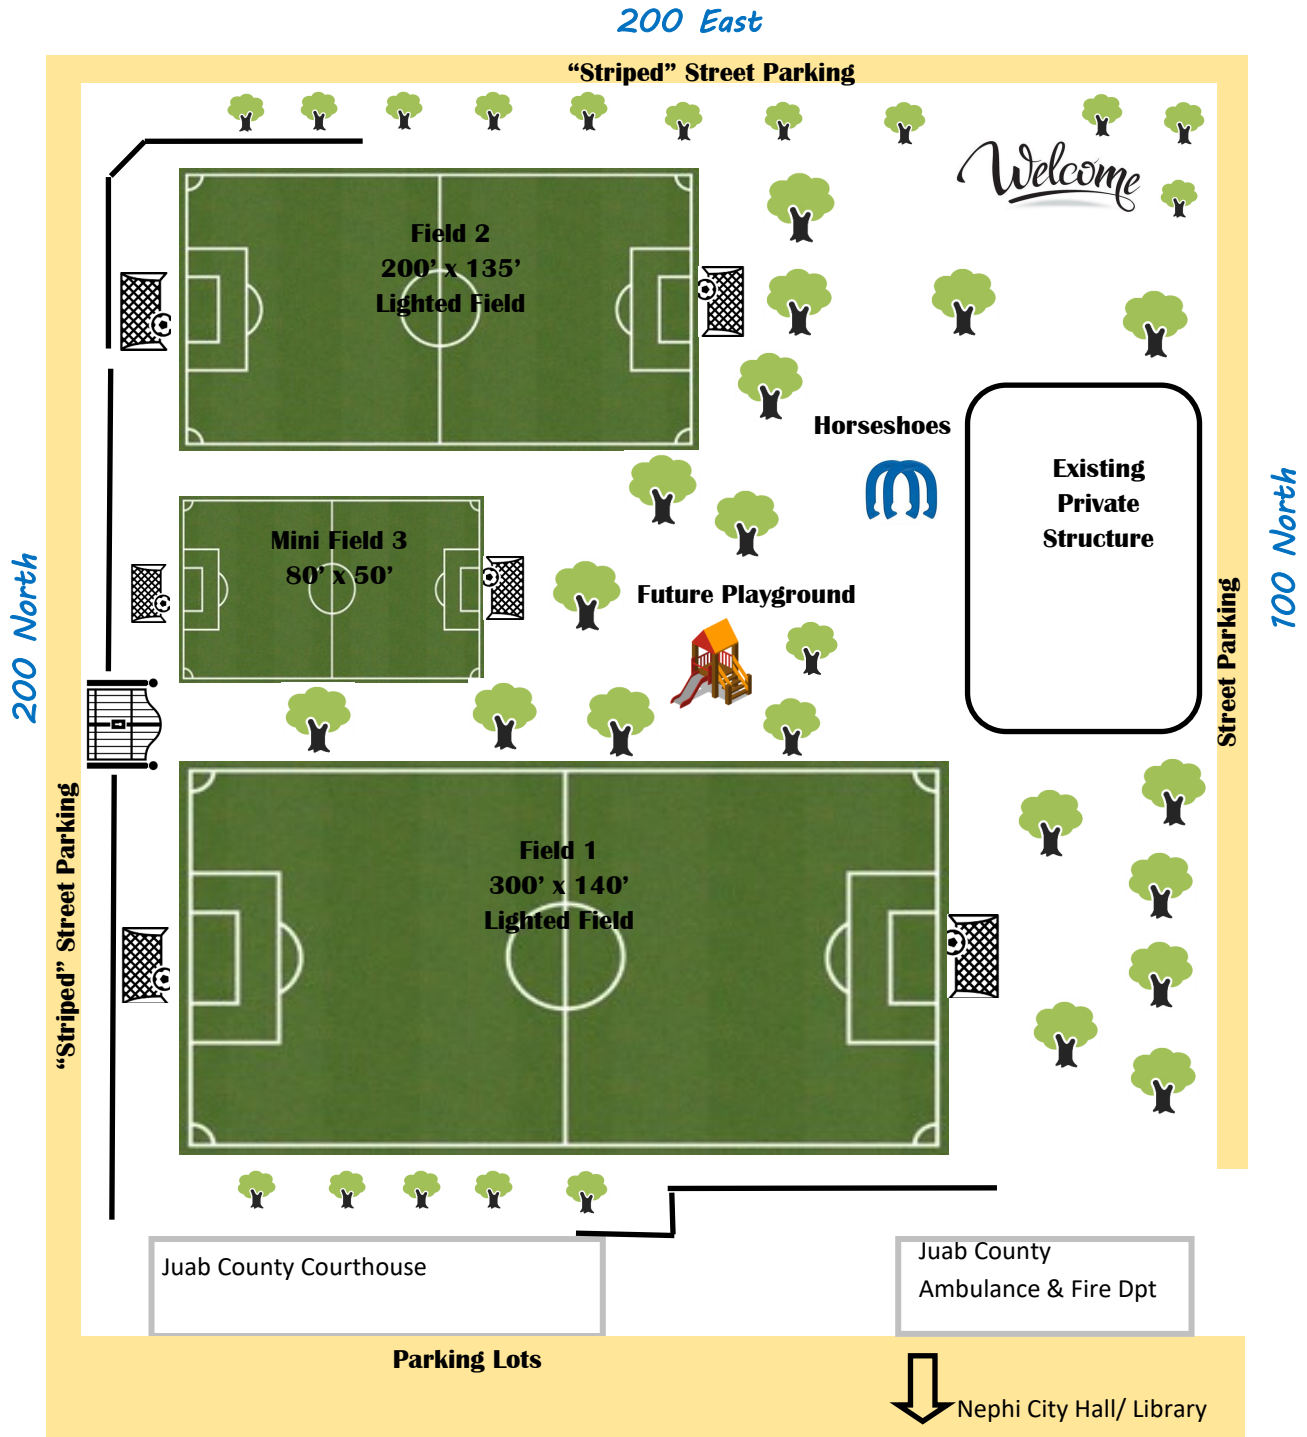 200 East
“Striped” Street Parking
Welcome
Field 2
200’ x 135’
Lighted Field
Horseshoes
Existing
Private
Structure
100 North
Mini Field 3
80’ x 50’
200 North
Future Playground
Street Parking
“Striped” Street Parking
Field 1
300’ x 140’
Lighted Field
Juab County Courthouse
Juab County
Ambulance & Fire Dpt
Parking Lots
Nephi City Hall/ Library